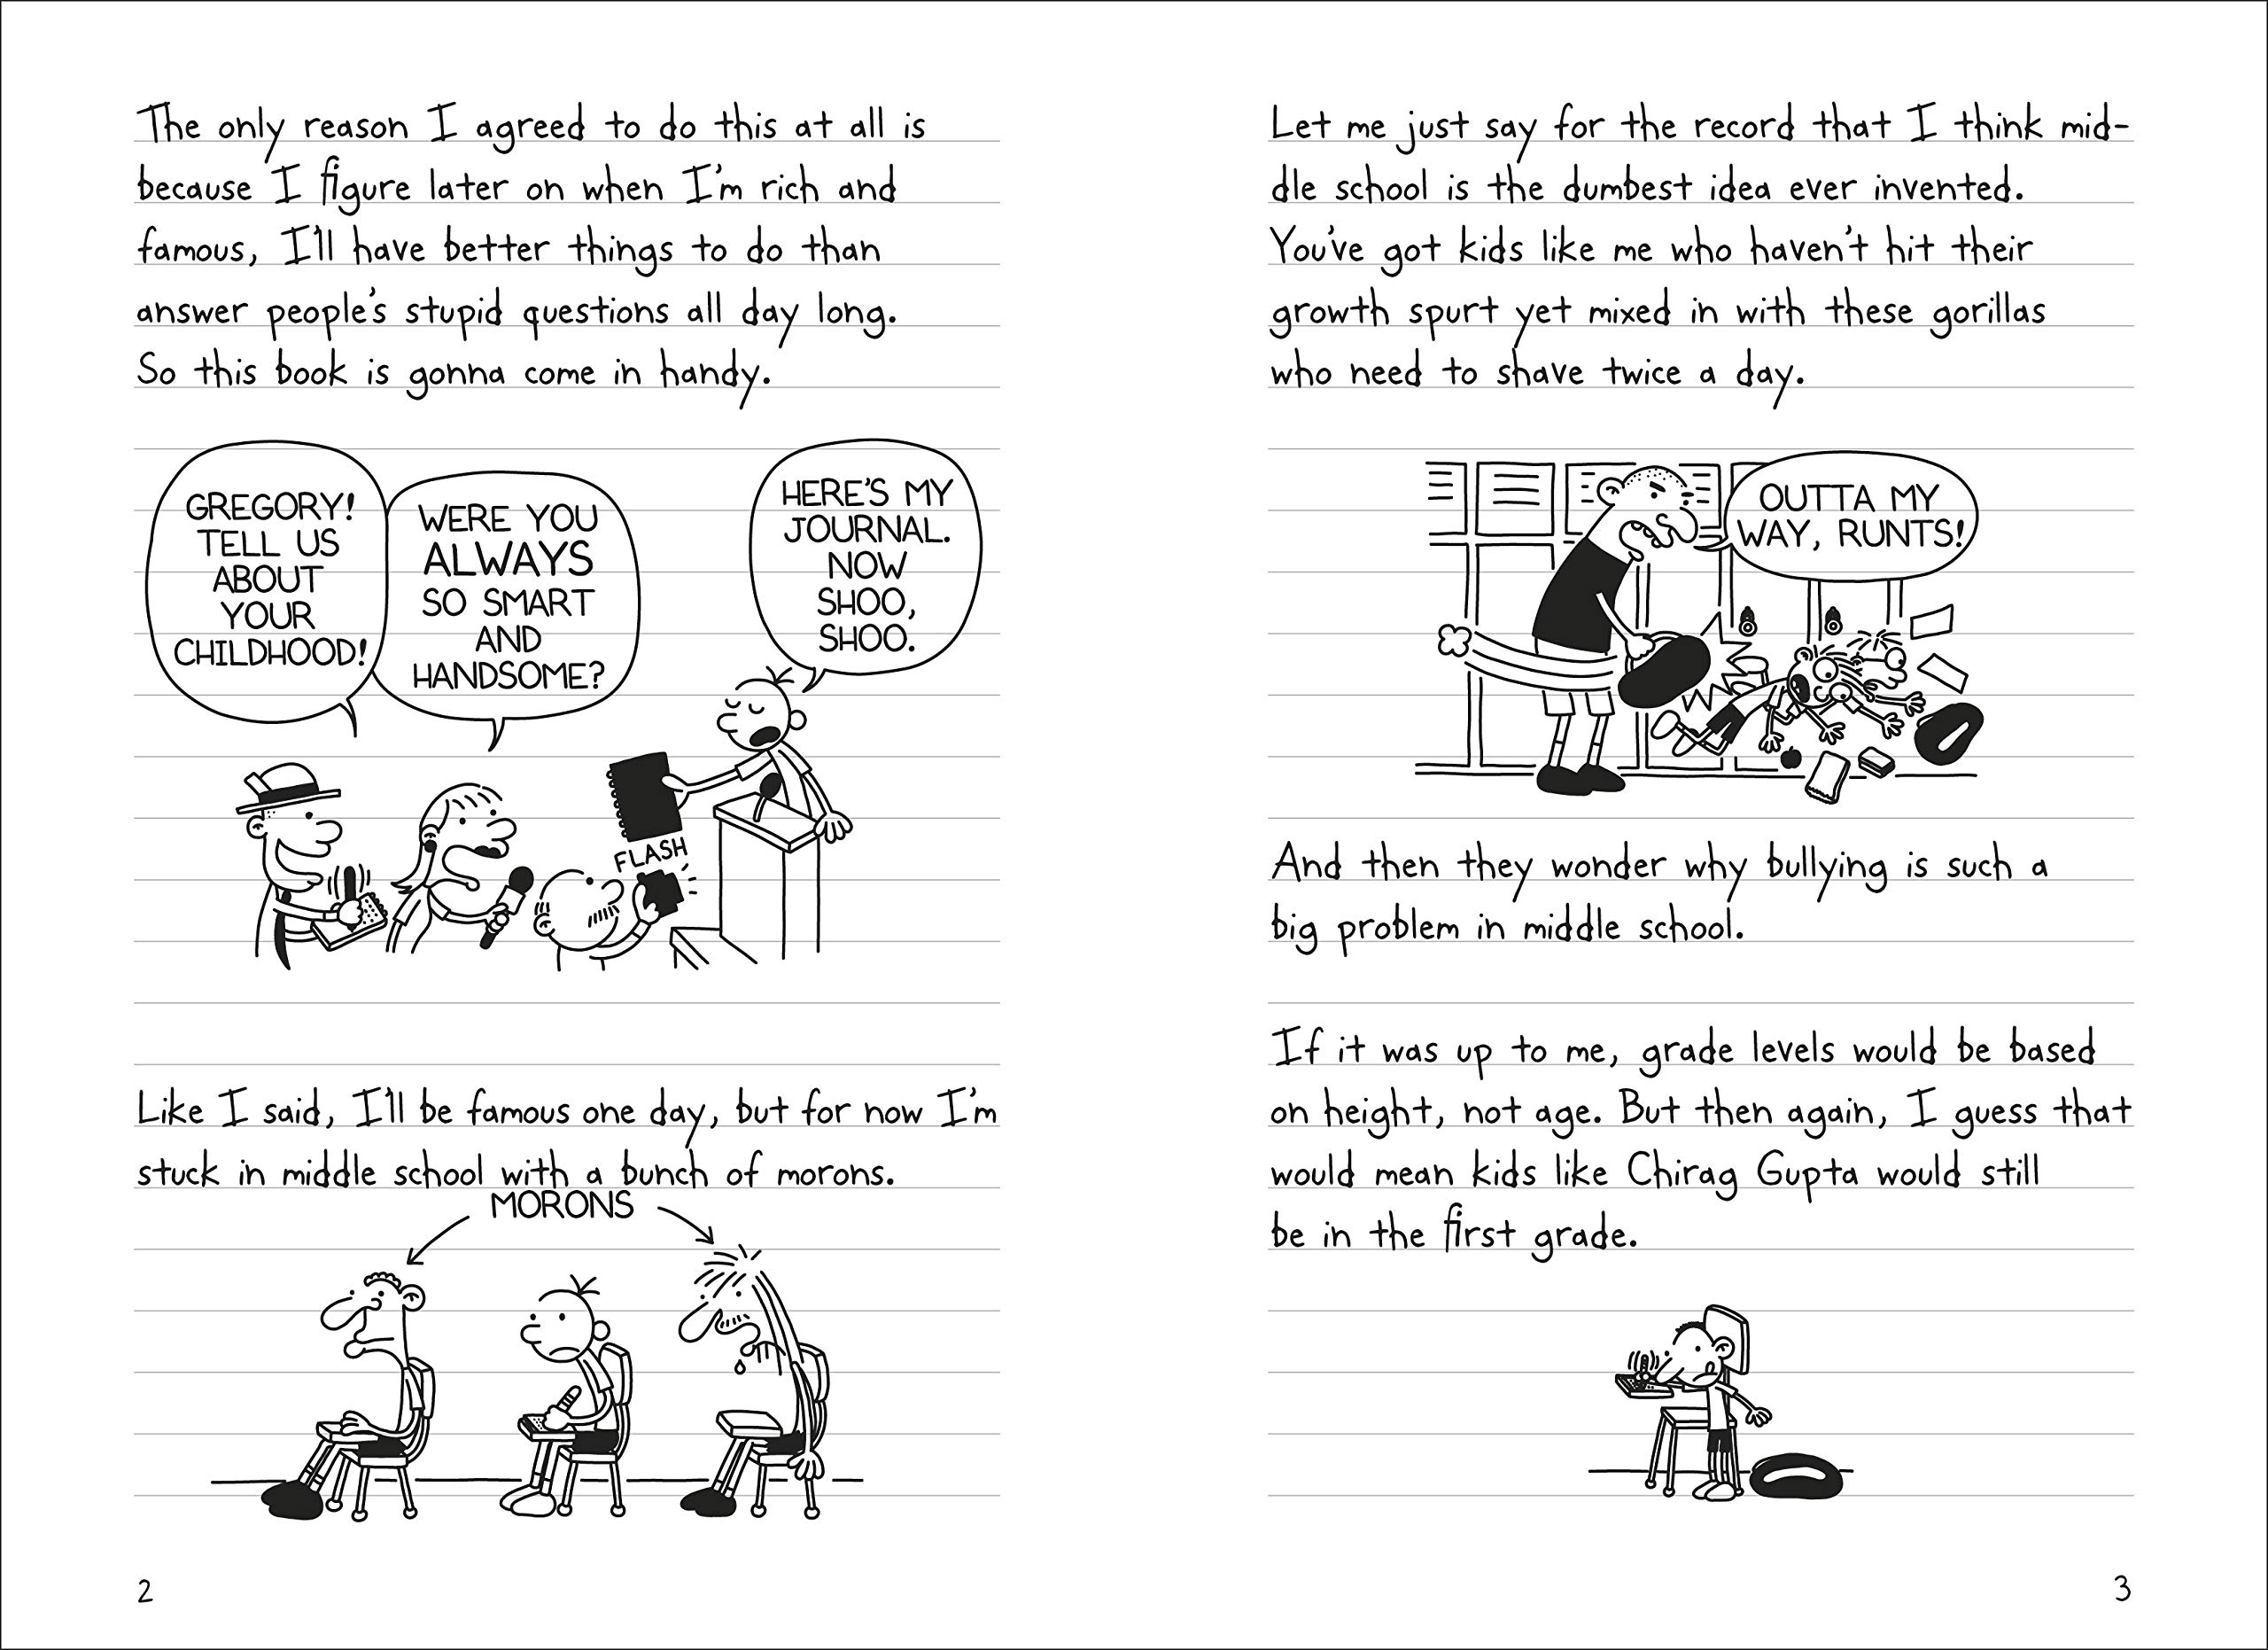 The only reason I agreed to do this at all is
because I figure later on when I'm rich and
famous, I'll have better things to do than
answer people's stupid questions all day long.
So this book is gonna come in handy.
GREGORY!
TELL US
ABOUT
YOUR
CHILDHOOD!
WERE YOU
ALWAYS
SO SMART
AND
HANDSOME?
HERE'S MY
JOURNAL.
NOW
SHOO,
SHOO.
FLASH
Like I said, I'll be famous one day, but for now I'm
stuck in middle school with a bunch of morons.
MORONS
2
Let me just say for the record that I think mid-
dle school is the dumbest idea ever invented.
You've got kids like me who haven't hit their
growth spurt yet mixed in with these gorillas
who need to shave twice a day.
OUTTA MY
WAY, RUNTS!
And then they wonder why bullying is such a
big problem in middle school.
If it was up to me, grade levels would be based
on height, not age. But then again, I guess that
would mean kids like Chirag Gupta would still
be in the first grade.
3